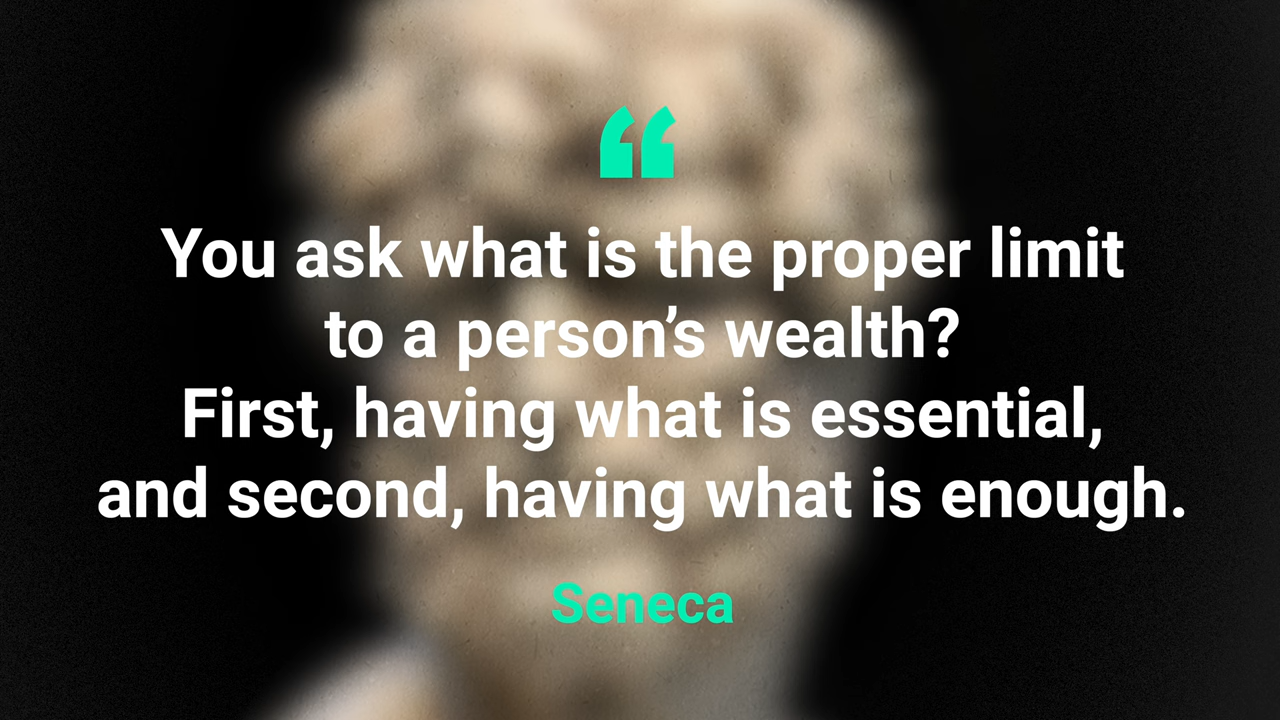 “
You ask what is the proper limit
to a person’s wealth?
First, having what is essential,
and second, having what is enough.
Seneca